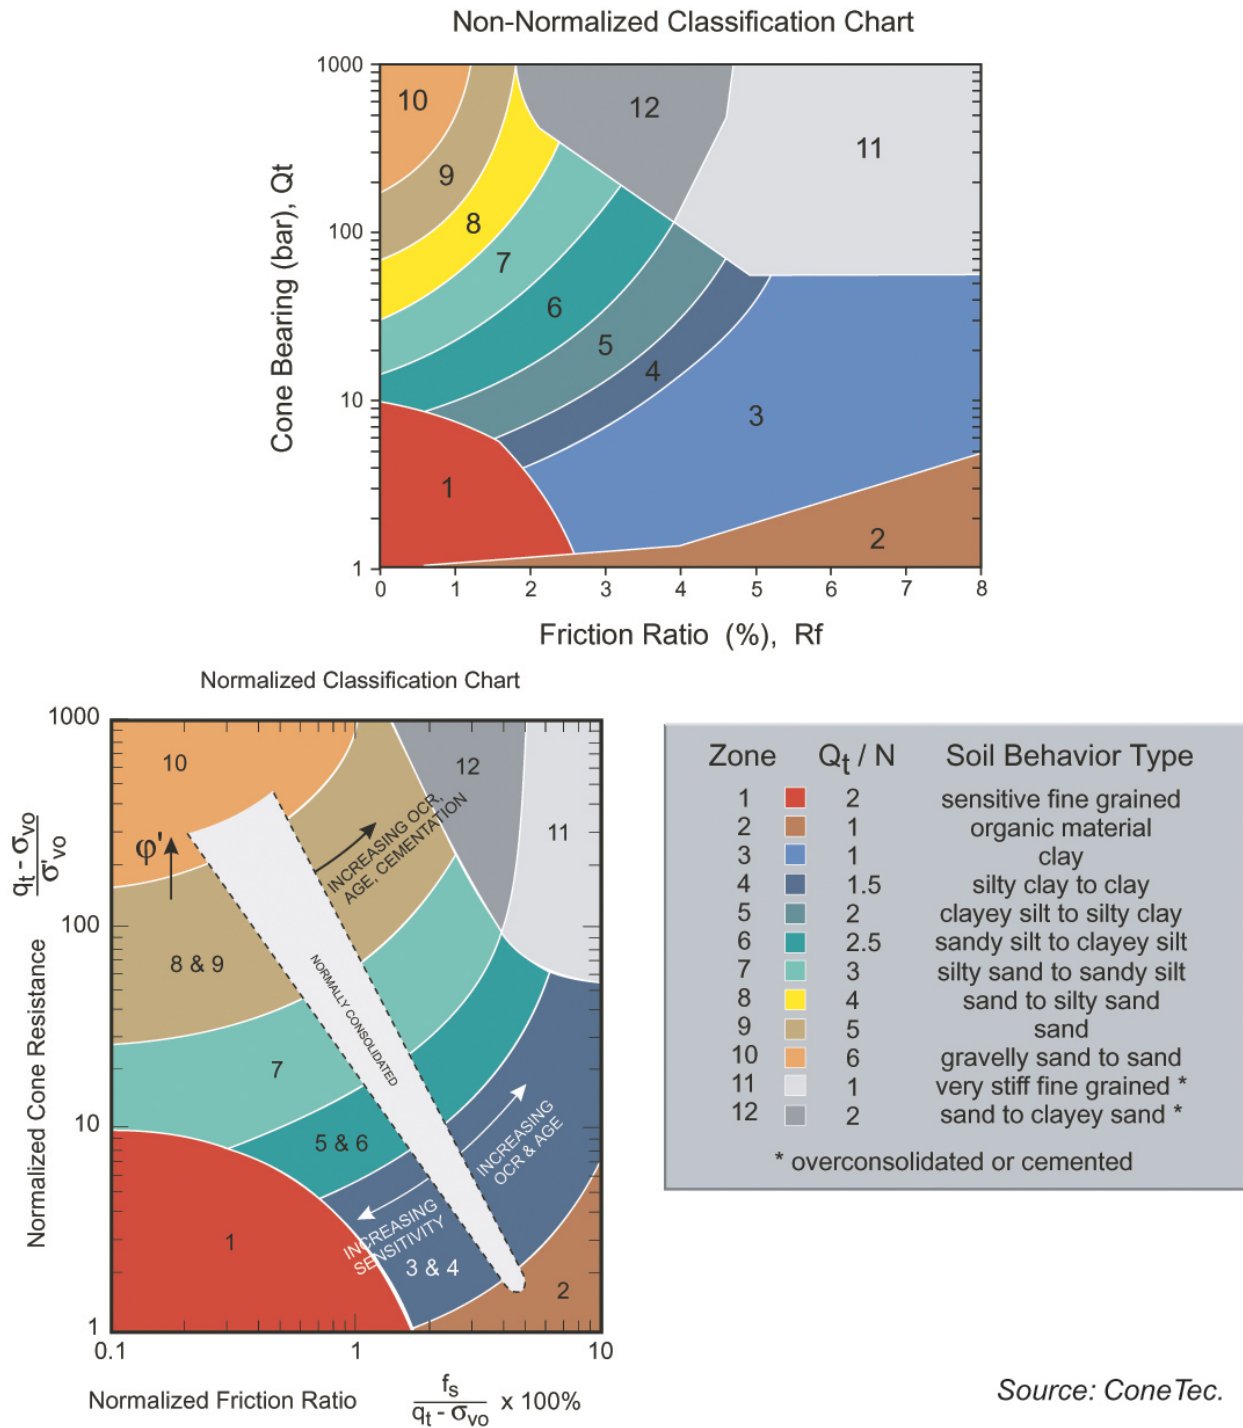 Non-Normalized Classification Chart
1000
100
10
1
Cone Bearing (bar), Qt
10
9
8
7
6
5
4
3
2
1
12
11
0 1 2 3 4 5 6 7 8
Friction Ratio (%), Rf
Normalized Classification Chart
1000
100
10
1
Normalized Cone Resistance
qt - σvo
σ'vo
φ'
10
12
11
8 & 9
7
5 & 6
3 & 4
1
2
INCREASING OCR,
AGE, CEMENTATION
NORMALLY CONSOLIDATED
INCREASING
OCR & AGE
INCREASING
SENSITIVITY
0.1 1 10
Normalized Friction Ratio fs
qt - σvo x 100%
Zone Qt / N Soil Behavior Type
1 2 sensitive fine grained
2 1 organic material
3 1 clay
4 1.5 silty clay to clay
5 2 clayey silt to silty clay
6 2.5 sandy silt to clayey silt
7 3 silty sand to sandy silt
8 4 sand to silty sand
9 5 sand
10 6 gravelly sand to sand
11 1 very stiff fine grained *
12 2 sand to clayey sand *
* overconsolidated or cemented
Source: ConeTec.